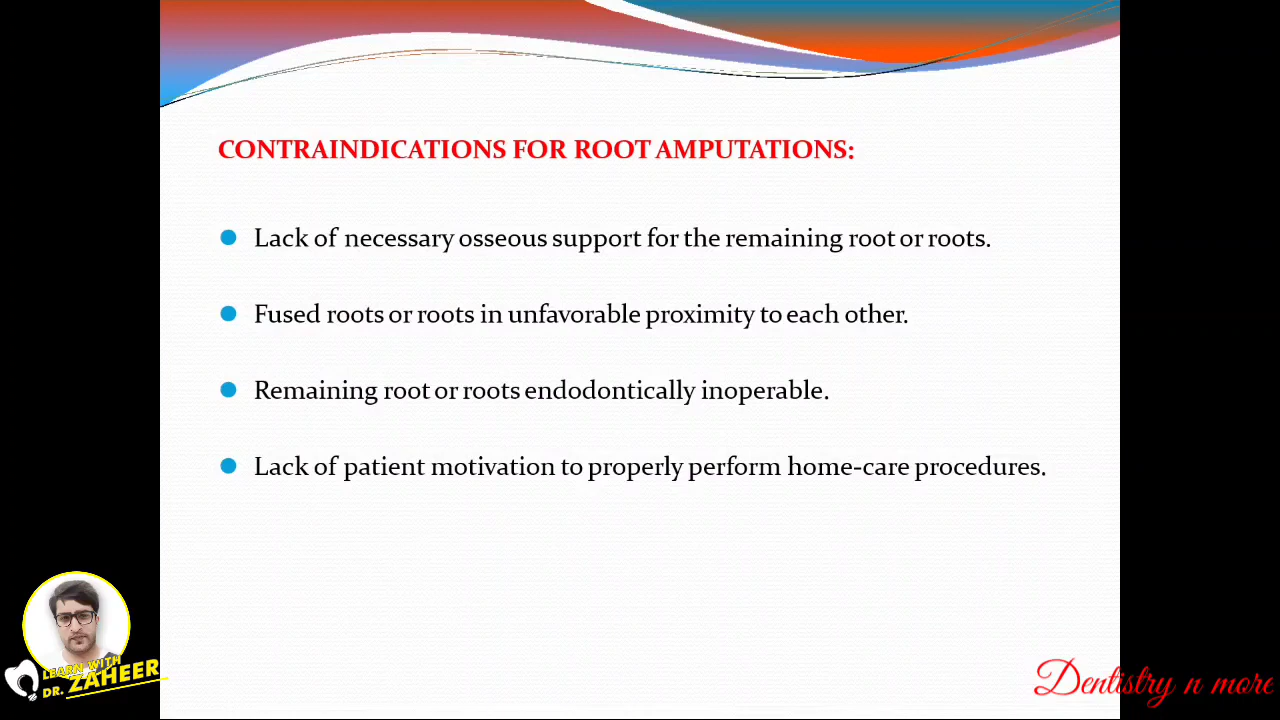 CONTRAINDICATIONS FOR ROOT AMPUTATIONS:
Lack of necessary osseous support for the remaining root or roots.
Fused roots or roots in unfavorable proximity to each other.
Remaining root or roots endodontically inoperable.
Lack of patient motivation to properly perform home-care procedures.
LEARN WITH
DR. ZAHEER
Dentistry n more